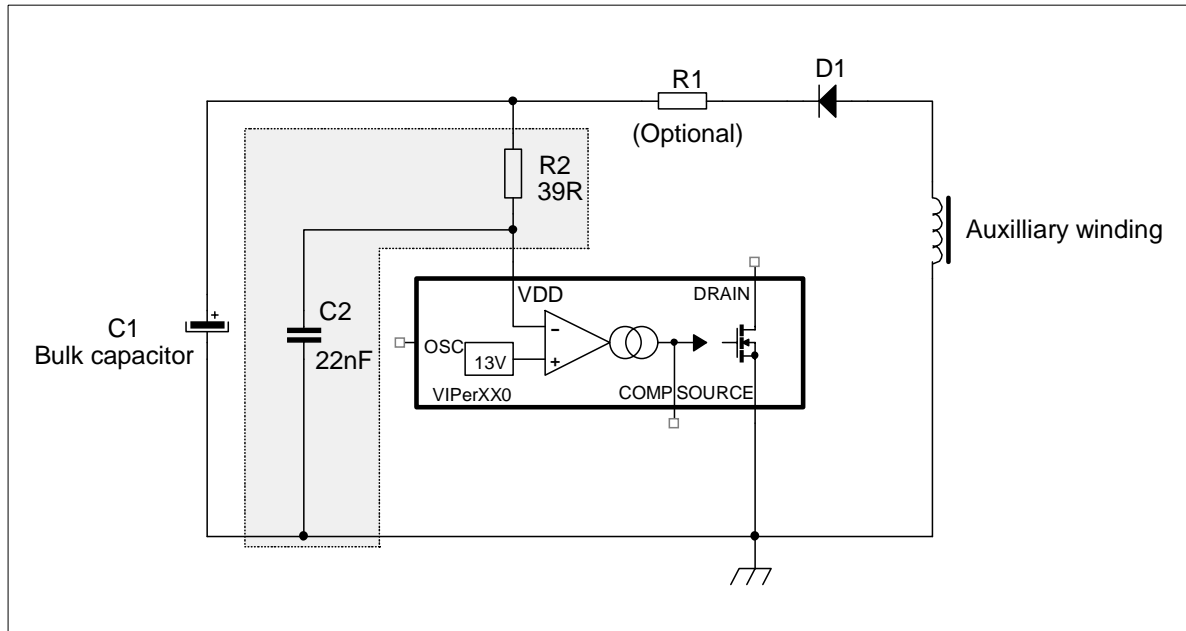 D1
R1
(Optional)
R2
39R
Auxilliary winding
VDD
DRAIN
C1
Bulk capacitor
+
C2
22nF
OSC
−
13V
+
VIPerXX0
COMP
SOURCE